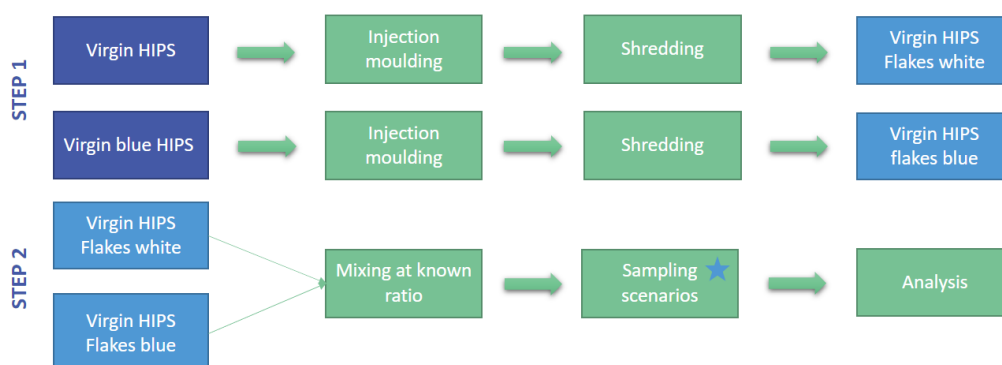 STEP 1
Virgin HIPS
Injection
moulding
Shredding
Virgin HIPS
Flakes white
Virgin blue HIPS
Injection
moulding
Shredding
Virgin HIPS
flakes blue
STEP 2
Virgin HIPS
Flakes white
Mixing at known
ratio
Sampling
scenarios
Analysis
Virgin HIPS
Flakes blue